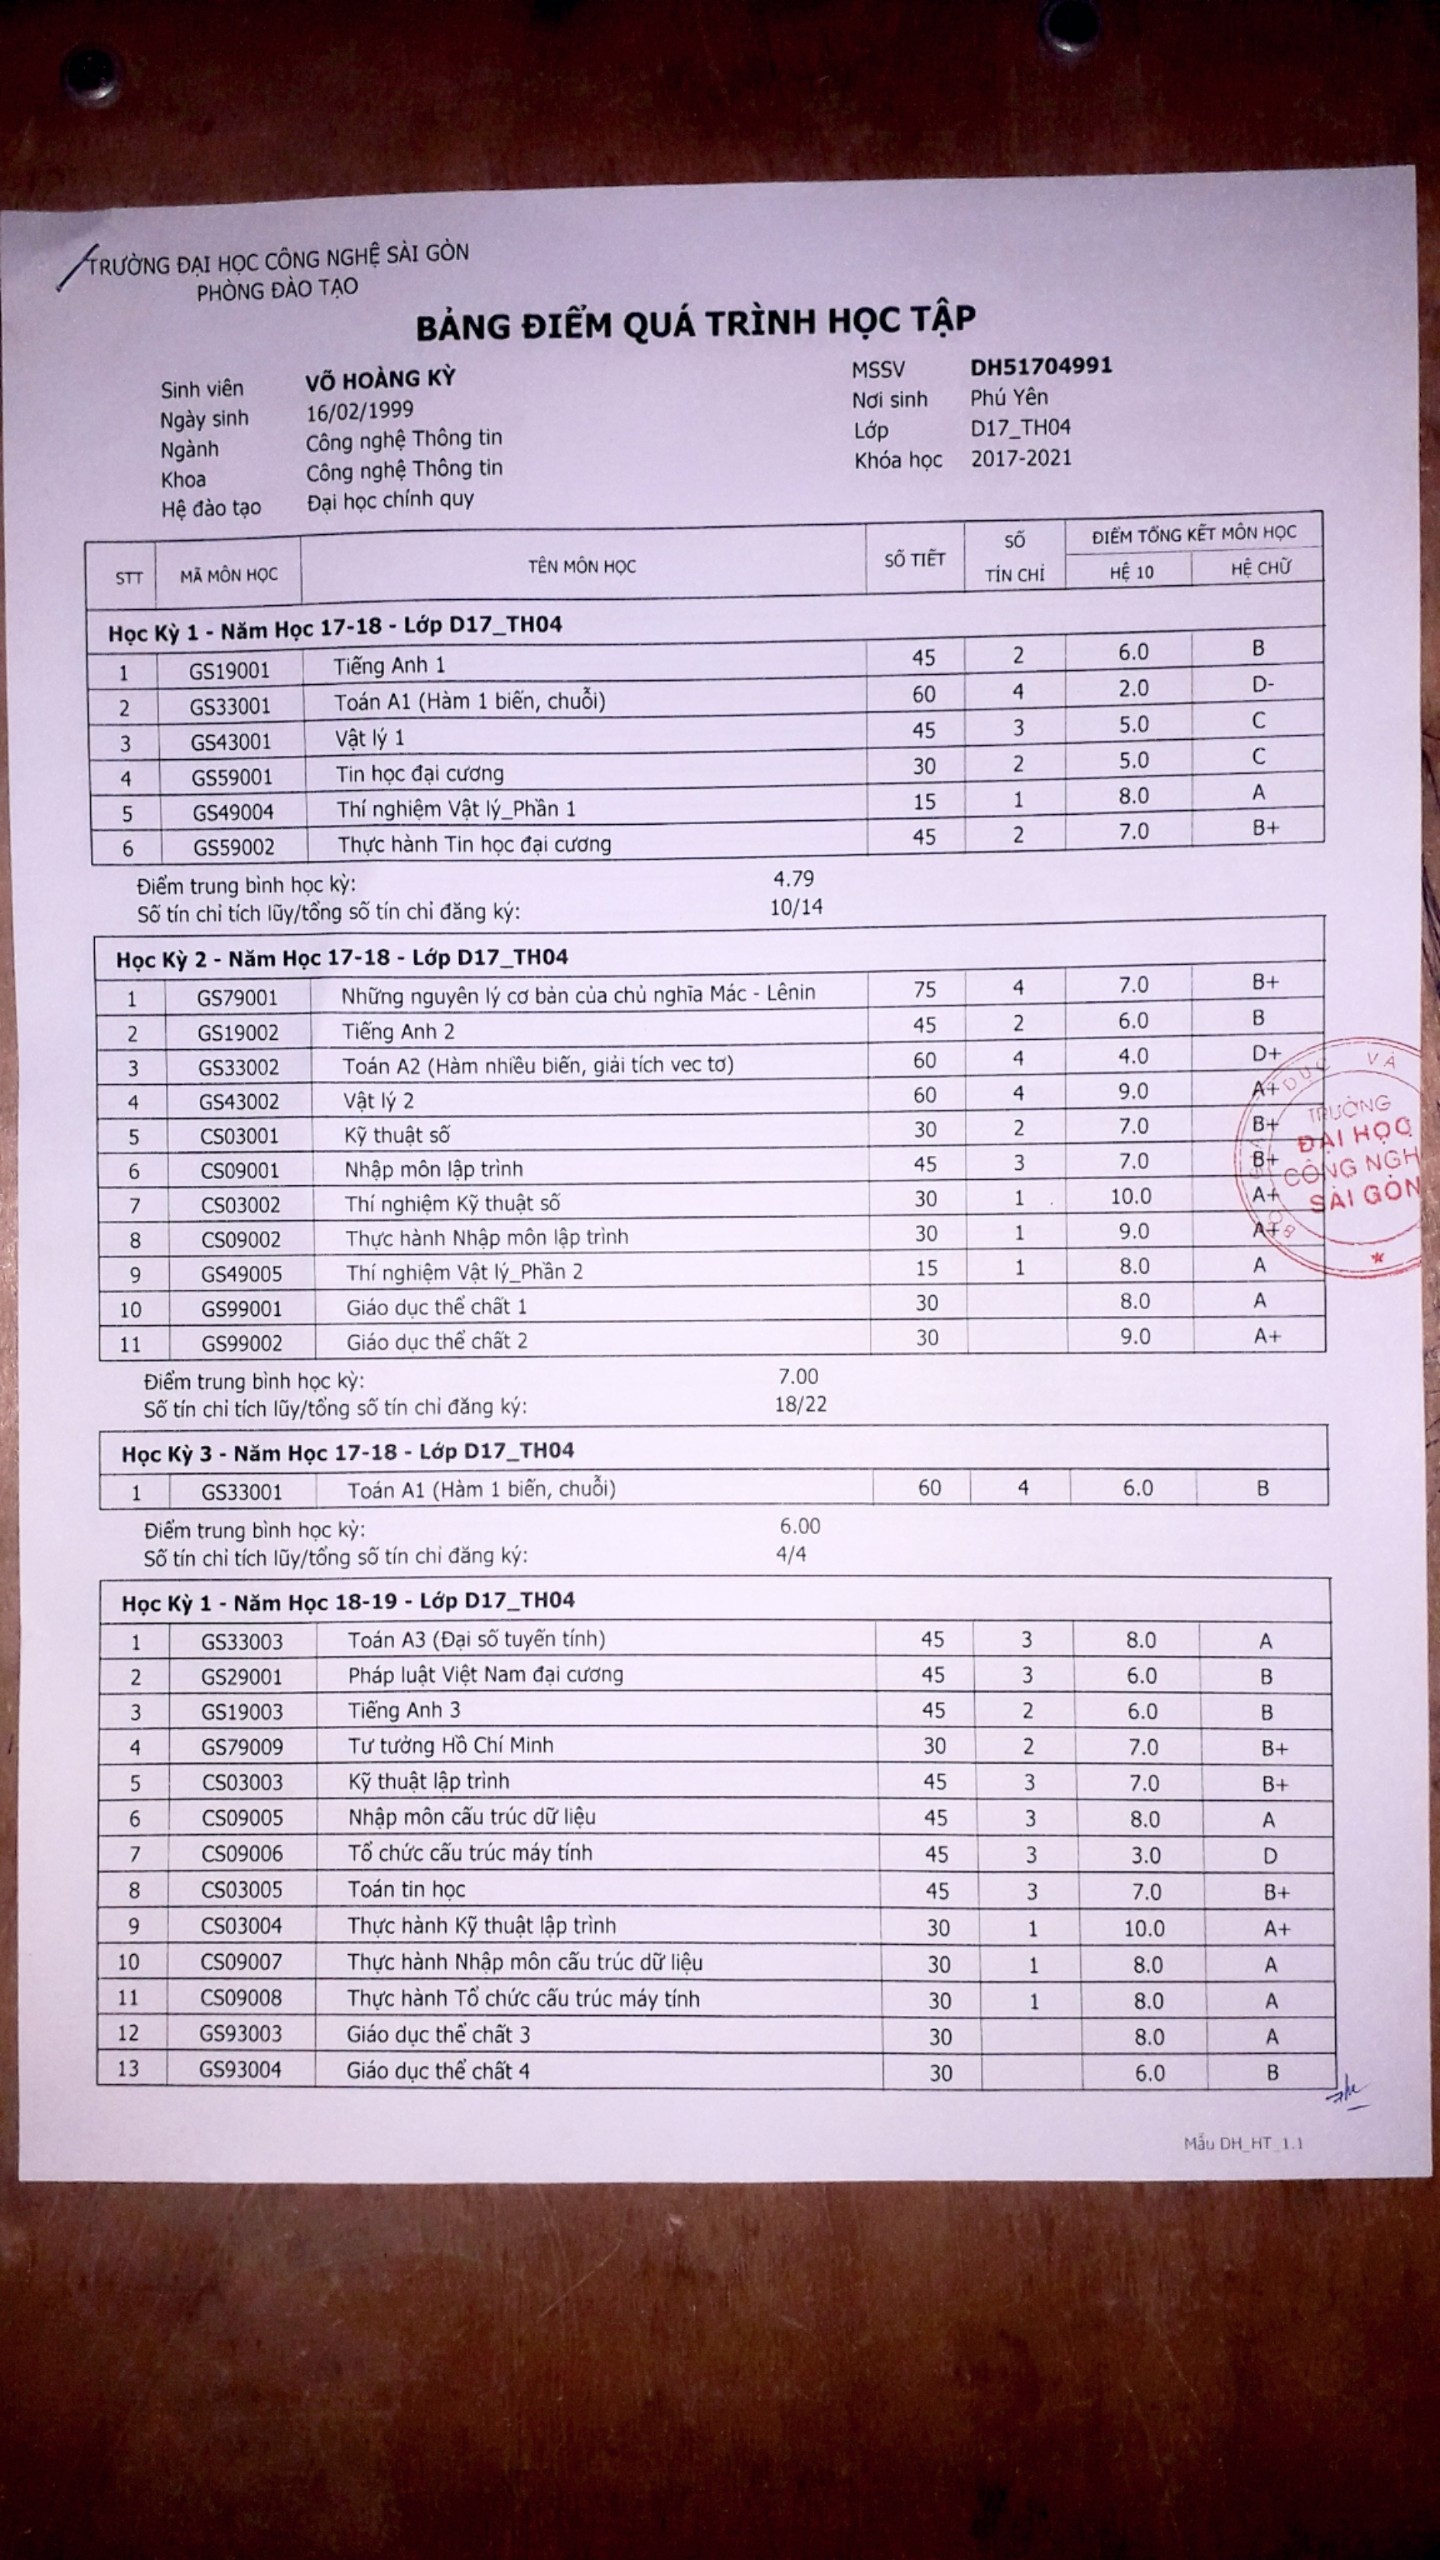 TRƯỜNG ĐẠI HỌC CÔNG NGHỆ SÀI GÒN
PHÒNG ĐÀO TẠO
BẢNG ĐIỂM QUÁ TRÌNH HỌC TẬP
Sinh viên VÕ HOÀNG KỲ MSSV DH51704991
Ngày sinh 16/02/1999 Nơi sinh Phú Yên
Ngành Công nghệ Thông tin Lớp D17_TH04
Khoa Công nghệ Thông tin Khóa học 2017-2021
Hệ đào tạo Đại học chính quy
STT MÃ MÔN HỌC TÊN MÔN HỌC SỐ TIẾT SỐ TÍN CHỈ ĐIỂM TỔNG KẾT MÔN HỌC
HỆ 10 HỆ CHỮ
Học Kỳ 1 - Năm Học 17-18 - Lớp D17_TH04
1 GS19001 Tiếng Anh 1 45 2 6.0 B
2 GS33001 Toán A1 (Hàm 1 biến, chuỗi) 60 4 2.0 D-
3 GS43001 Vật lý 1 45 3 5.0 C
4 GS59001 Tin học đại cương 30 2 5.0 C
5 GS49004 Thí nghiệm Vật lý_Phần 1 15 1 8.0 A
6 GS59002 Thực hành Tin học đại cương 45 2 7.0 B+
Điểm trung bình học kỳ: 4.79
Số tín chỉ tích lũy/tổng số tín chỉ đăng ký: 10/14
Học Kỳ 2 - Năm Học 17-18 - Lớp D17_TH04
1 GS79001 Những nguyên lý cơ bản của chủ nghĩa Mác - Lênin 75 4 7.0 B+
2 GS19002 Tiếng Anh 2 45 2 6.0 B
3 GS33002 Toán A2 (Hàm nhiều biến, giải tích vec tơ) 60 4 4.0 D+
4 GS43002 Vật lý 2 60 4 9.0 A+
5 CS03001 Kỹ thuật số 30 2 7.0 B+
6 CS09001 Nhập môn lập trình 45 3 7.0 B+
7 CS03002 Thí nghiệm Kỹ thuật số 30 1 10.0 A+
8 CS09002 Thực hành Nhập môn lập trình 30 1 9.0 A+
9 GS49005 Thí nghiệm Vật lý_Phần 2 15 1 8.0 A
10 GS99001 Giáo dục thể chất 1 30 8.0 A
11 GS99002 Giáo dục thể chất 2 30 9.0 A+
DỤC VÀ
TRƯỜNG
ĐẠI HỌC
CÔNG NGH
SÀI GÒN
BỘ
Điểm trung bình học kỳ: 7.00
Số tín chỉ tích lũy/tổng số tín chỉ đăng ký: 18/22
Học Kỳ 3 - Năm Học 17-18 - Lớp D17_TH04
1 GS33001 Toán A1 (Hàm 1 biến, chuỗi) 60 4 6.0 B
Điểm trung bình học kỳ: 6.00
Số tín chỉ tích lũy/tổng số tín chỉ đăng ký: 4/4
Học Kỳ 1 - Năm Học 18-19 - Lớp D17_TH04
1 GS33003 Toán A3 (Đại số tuyến tính) 45 3 8.0 A
2 GS29001 Pháp luật Việt Nam đại cương 45 3 6.0 B
3 GS19003 Tiếng Anh 3 45 2 6.0 B
4 GS79009 Tư tưởng Hồ Chí Minh 30 2 7.0 B+
5 CS03003 Kỹ thuật lập trình 45 3 7.0 B+
6 CS09005 Nhập môn cấu trúc dữ liệu 45 3 8.0 A
7 CS09006 Tổ chức cấu trúc máy tính 45 3 3.0 D
8 CS03005 Toán tin học 45 3 7.0 B+
9 CS03004 Thực hành Kỹ thuật lập trình 30 1 10.0 A+
10 CS09007 Thực hành Nhập môn cấu trúc dữ liệu 30 1 8.0 A
11 CS09008 Thực hành Tổ chức cấu trúc máy tính 30 1 8.0 A
12 GS93003 Giáo dục thể chất 3 30 8.0 A
13 GS93004 Giáo dục thể chất 4 30 6.0 B
Mẫu DH_HT_1.1